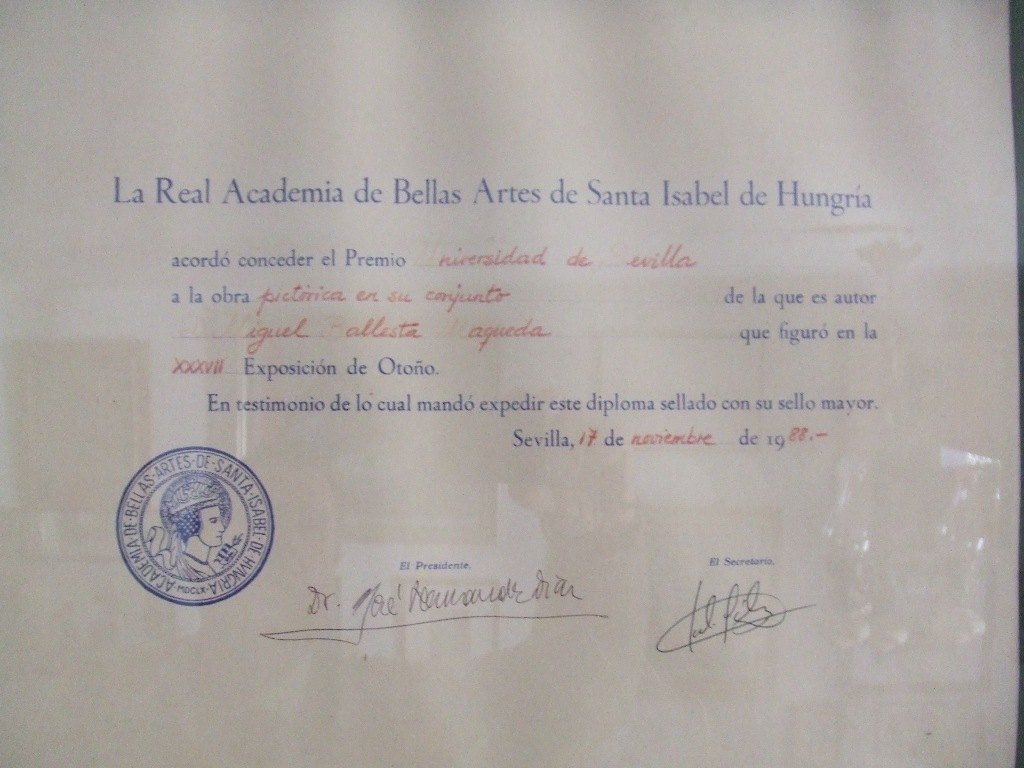 La Real Academia de Bellas Artes de Santa Isabel de Hungría
acordó conceder el Premio Universidad de Sevilla
a la obra pictórica en su conjunto de la que es autor
Miguel Ballesta Maqueda que figuró en la
XXXVII Exposición de Otoño.
En testimonio de lo cual mandó expedir este diploma sellado con su sello mayor.
Sevilla, 17 de noviembre de 1988.-
ACADEMIA·DE·BELLAS·ARTES·DE·SANTA·ISABEL·DE·HVNGRIA
MDCLX
El Presidente, El Secretario,
Dr. José Hernández Díaz